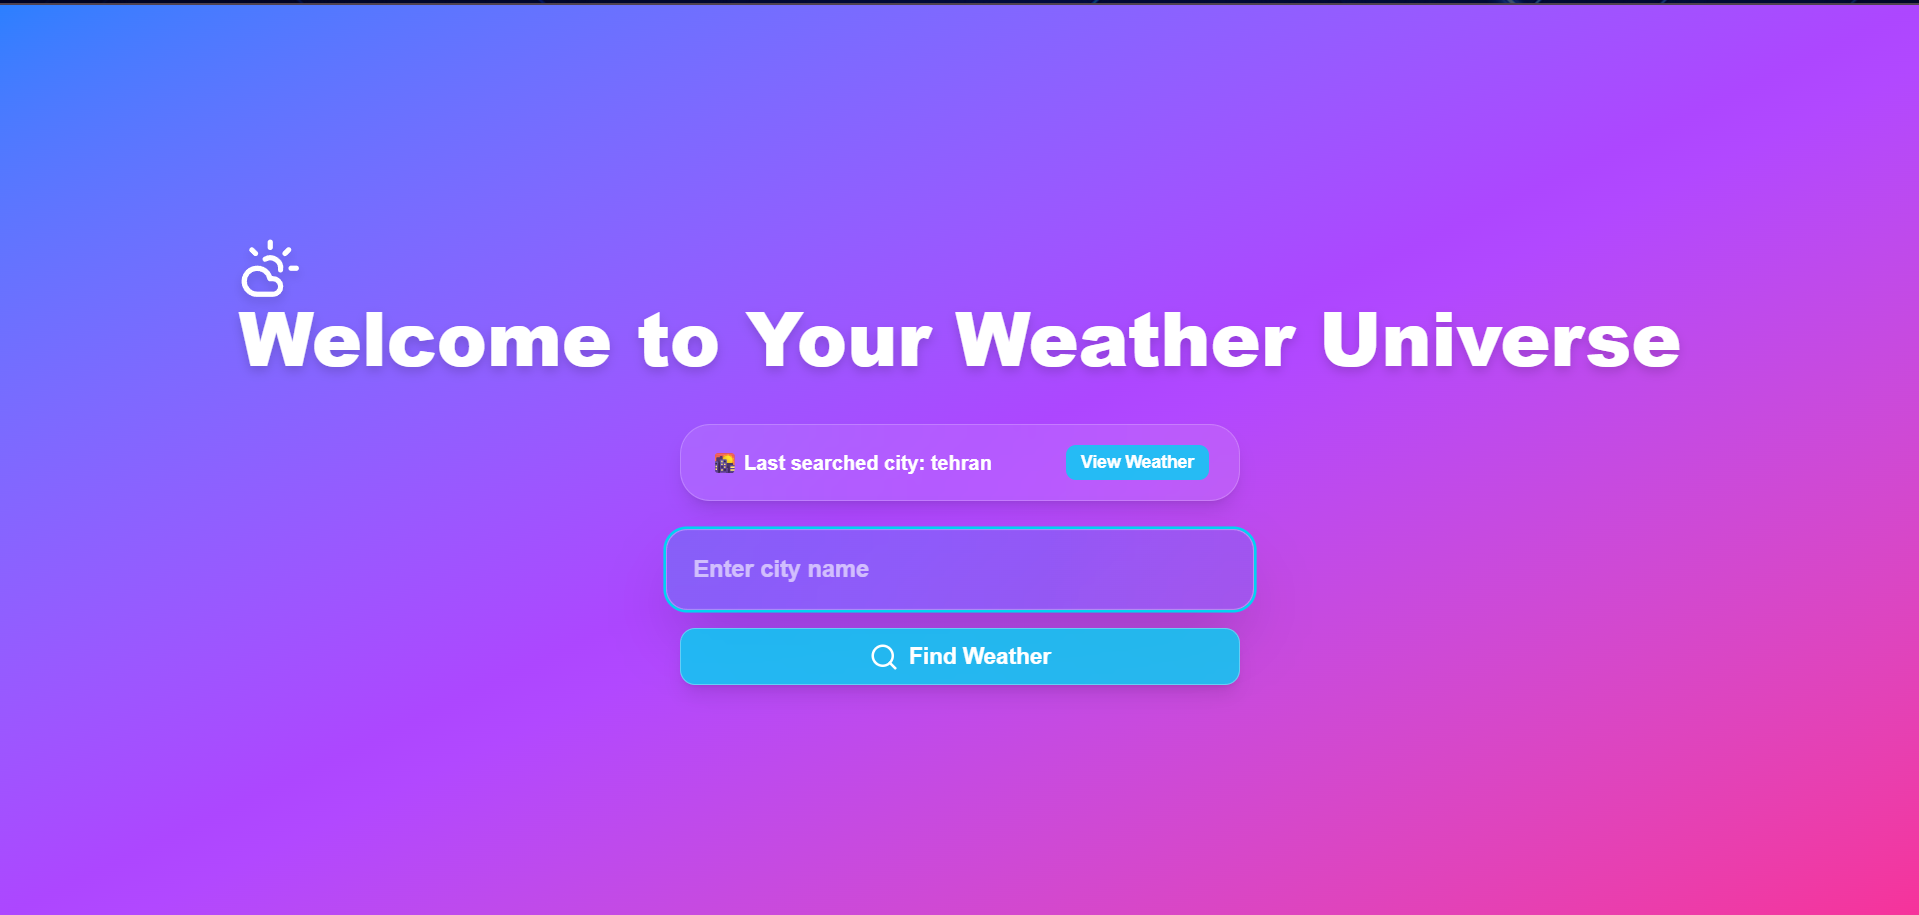 Welcome to Your Weather Universe
Last searched city: tehran
View Weather
Enter city name
Find Weather